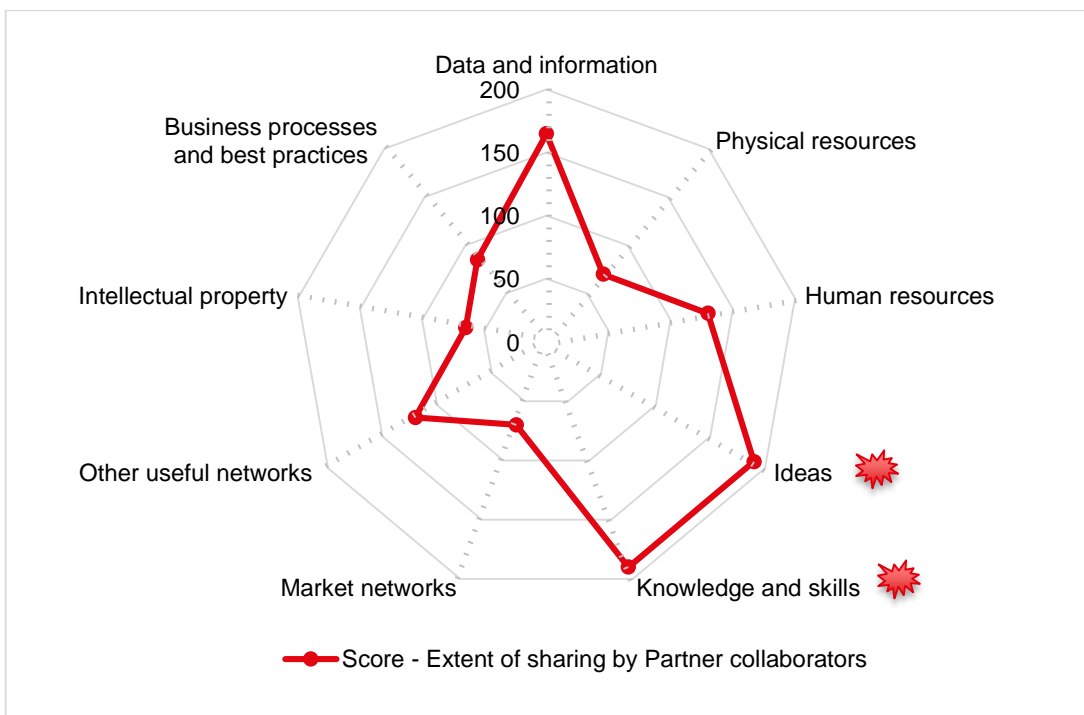 Data and information
200
Business processes
and best practices
Physical resources
150
100
Intellectual property
Human resources
50
0
Other useful networks
Ideas
Market networks
Knowledge and skills
Score - Extent of sharing by Partner collaborators